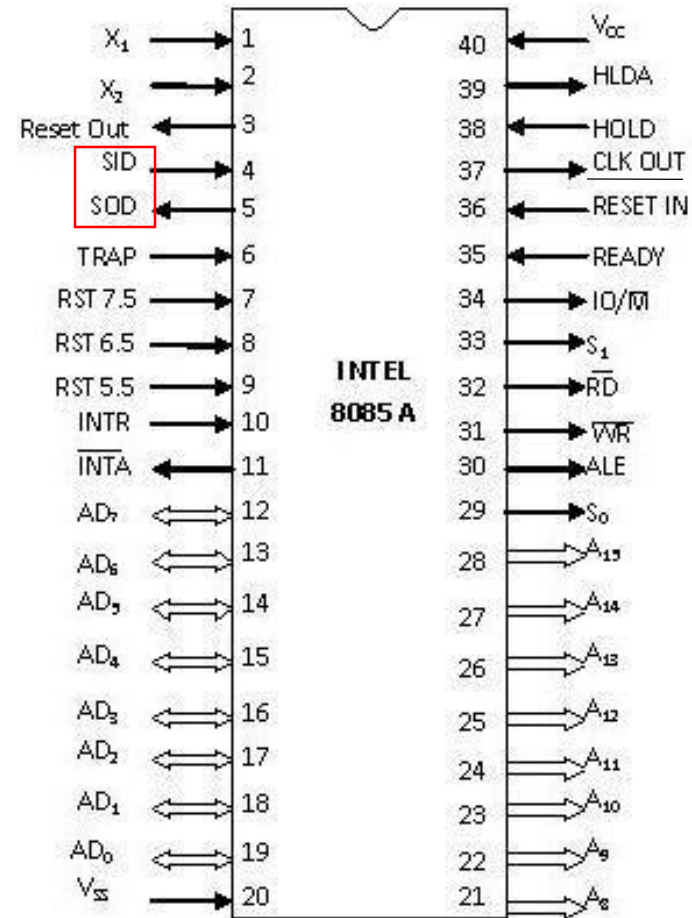 X₁ 1 40 Vcc
X₂ 2 39 HLDA
Reset Out 3 38 HOLD
SID 4 37 CLK OUT
SOD 5 36 RESET IN
TRAP 6 35 READY
RST 7.5 7 34 IO/M̅
RST 6.5 8 33 S₁
RST 5.5 9 32 R̅D̅
INTEL
8085 A
INTR 10 31 W̅R̅
I̅N̅T̅A̅ 11 30 ALE
AD₇ 12 29 S₀
AD₆ 13 28 A₁₅
AD₅ 14 27 A₁₄
AD₄ 15 26 A₁₃
AD₃ 16 25 A₁₂
AD₂ 17 24 A₁₁
AD₁ 18 23 A₁₀
AD₀ 19 22 A₉
Vss 20 21 A₈